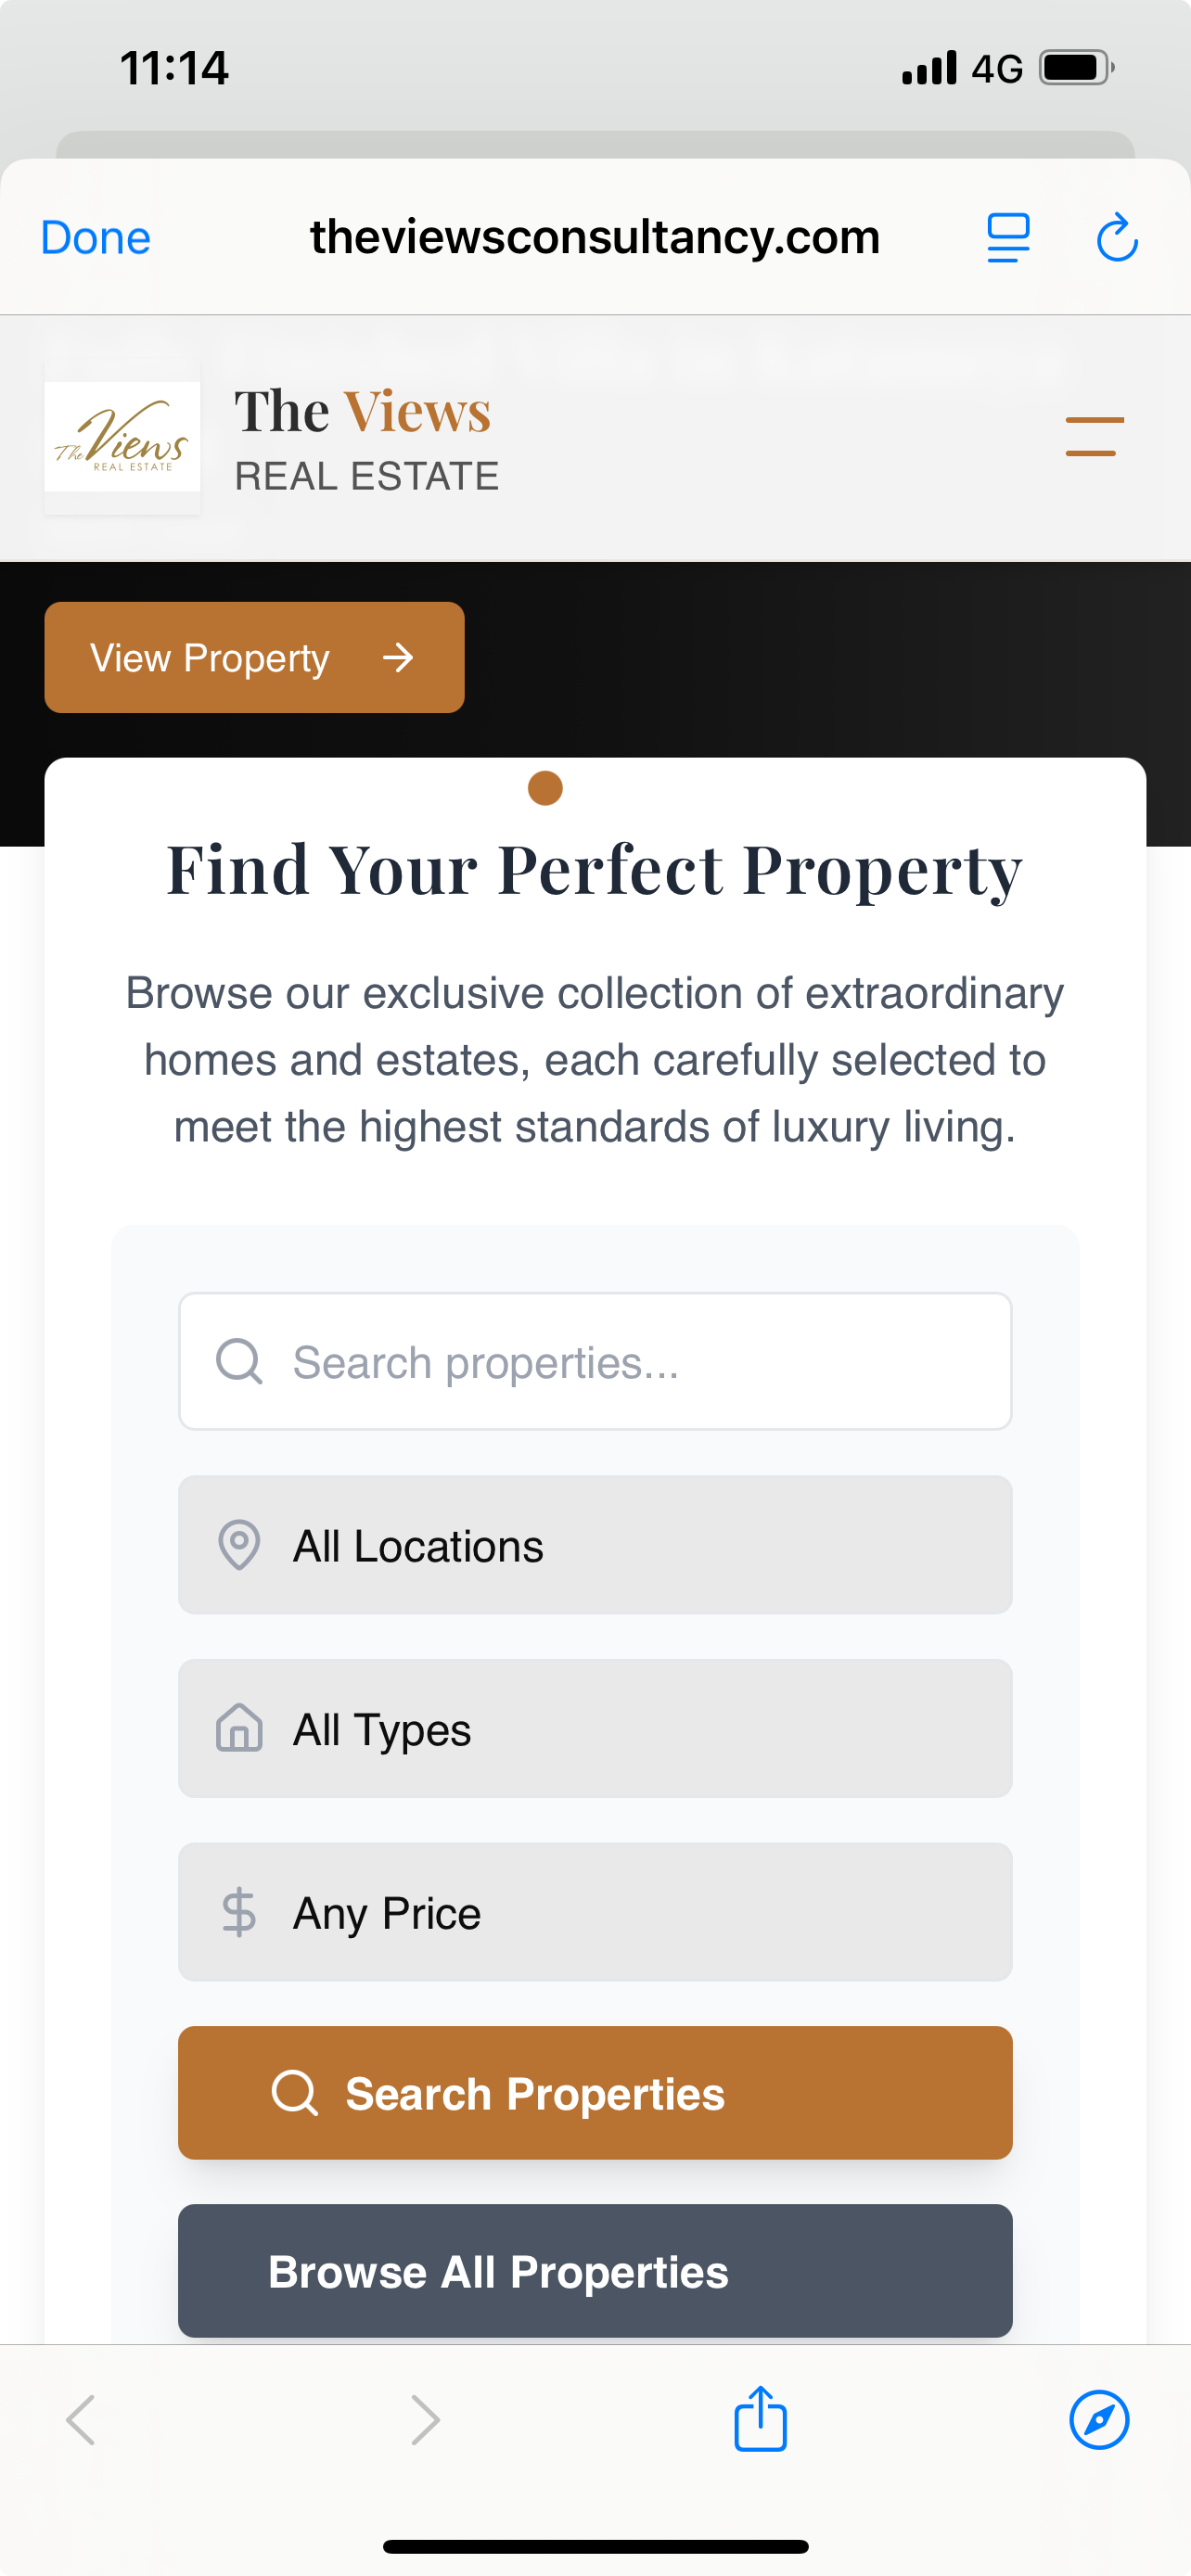 11:14
4G
Done
theviewsconsultancy.com
The Views
REAL ESTATE
The Views
REAL ESTATE
View Property
Find Your Perfect Property
Browse our exclusive collection of extraordinary
homes and estates, each carefully selected to
meet the highest standards of luxury living.
Search properties...
All Locations
All Types
$ Any Price
Search Properties
Browse All Properties